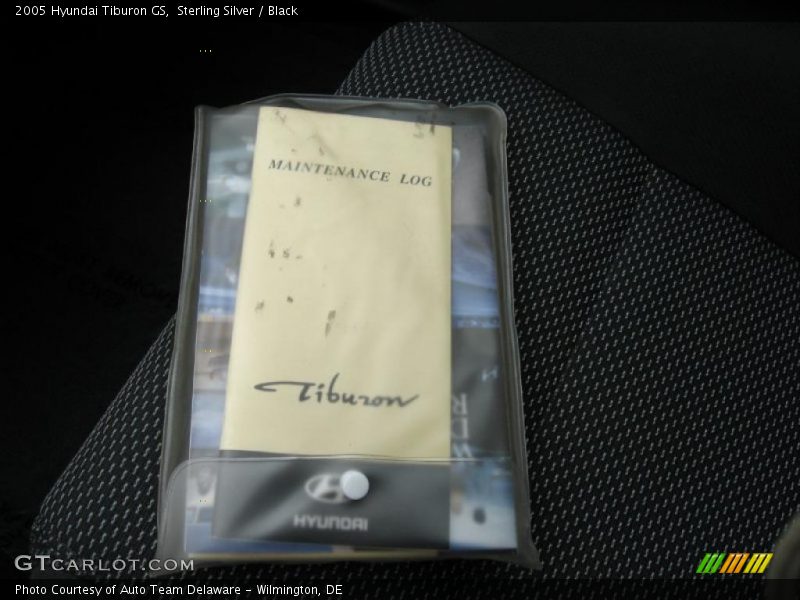 2005 Hyundai Tiburon GS,  Sterling Silver / Black
MAINTENANCE LOG
Tiburon
HYUNDAI
GTCARLOT.COM
Photo Courtesy of Auto Team Delaware - Wilmington, DE